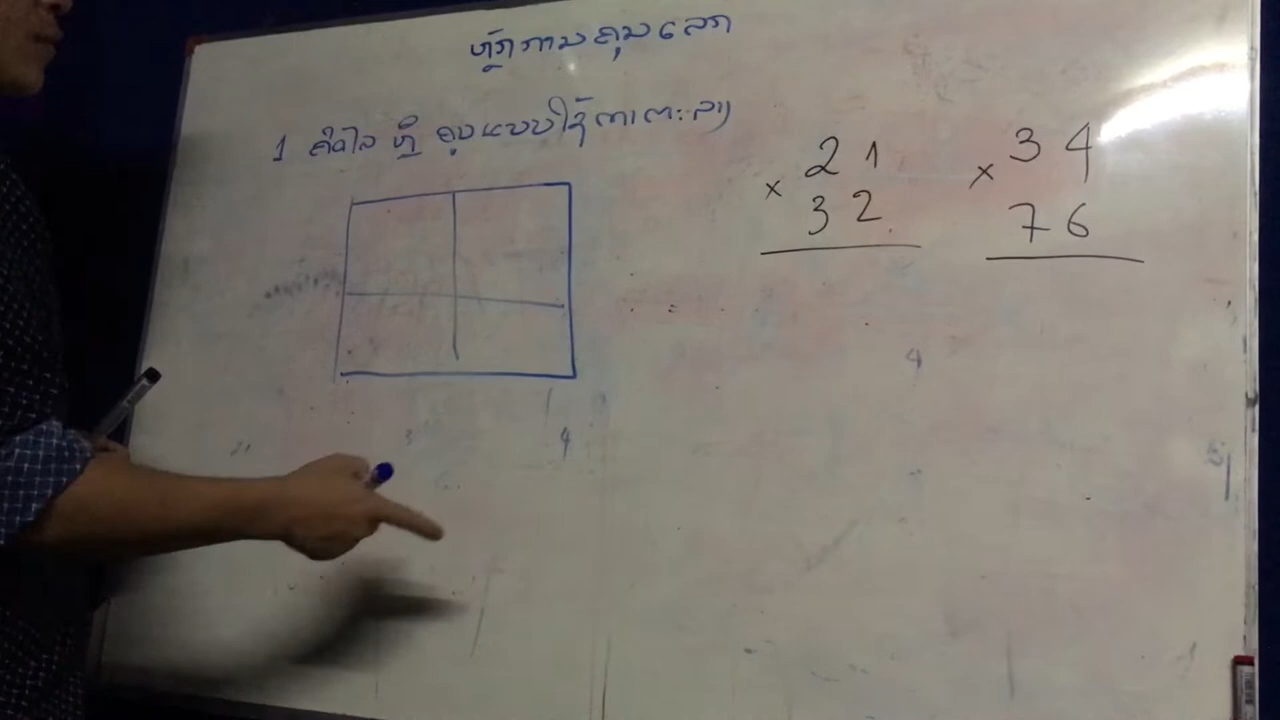 ຫຼັກການຄູນເລກ
1 ຄິດໄລ ຫຼື ຄູນແບບໃຊ້ຕາຕະລາງ
21
× 32
34
× 76